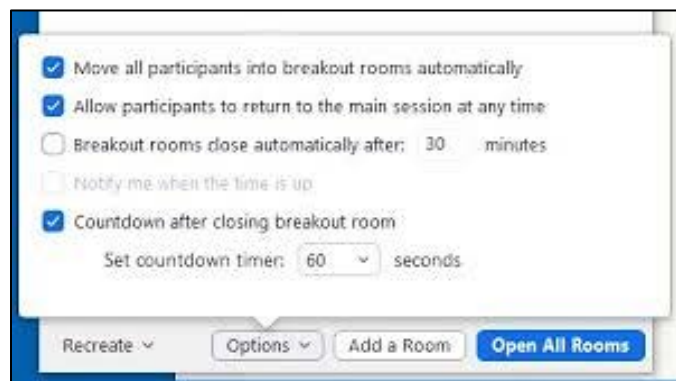 Move all participants into breakout rooms automatically
Allow participants to return to the main session at any time
Breakout rooms close automatically after: 30 minutes
Notify me when the time is up
Countdown after closing breakout room
Set countdown timer: 60 seconds
Recreate Options Add a Room Open All Rooms